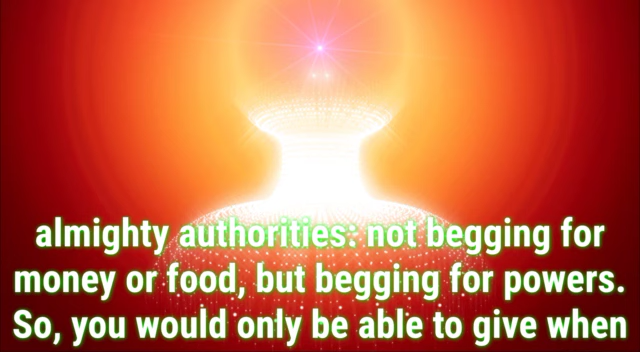 almighty authorities: not begging for
money or food, but begging for powers.
So, you would only be able to give when